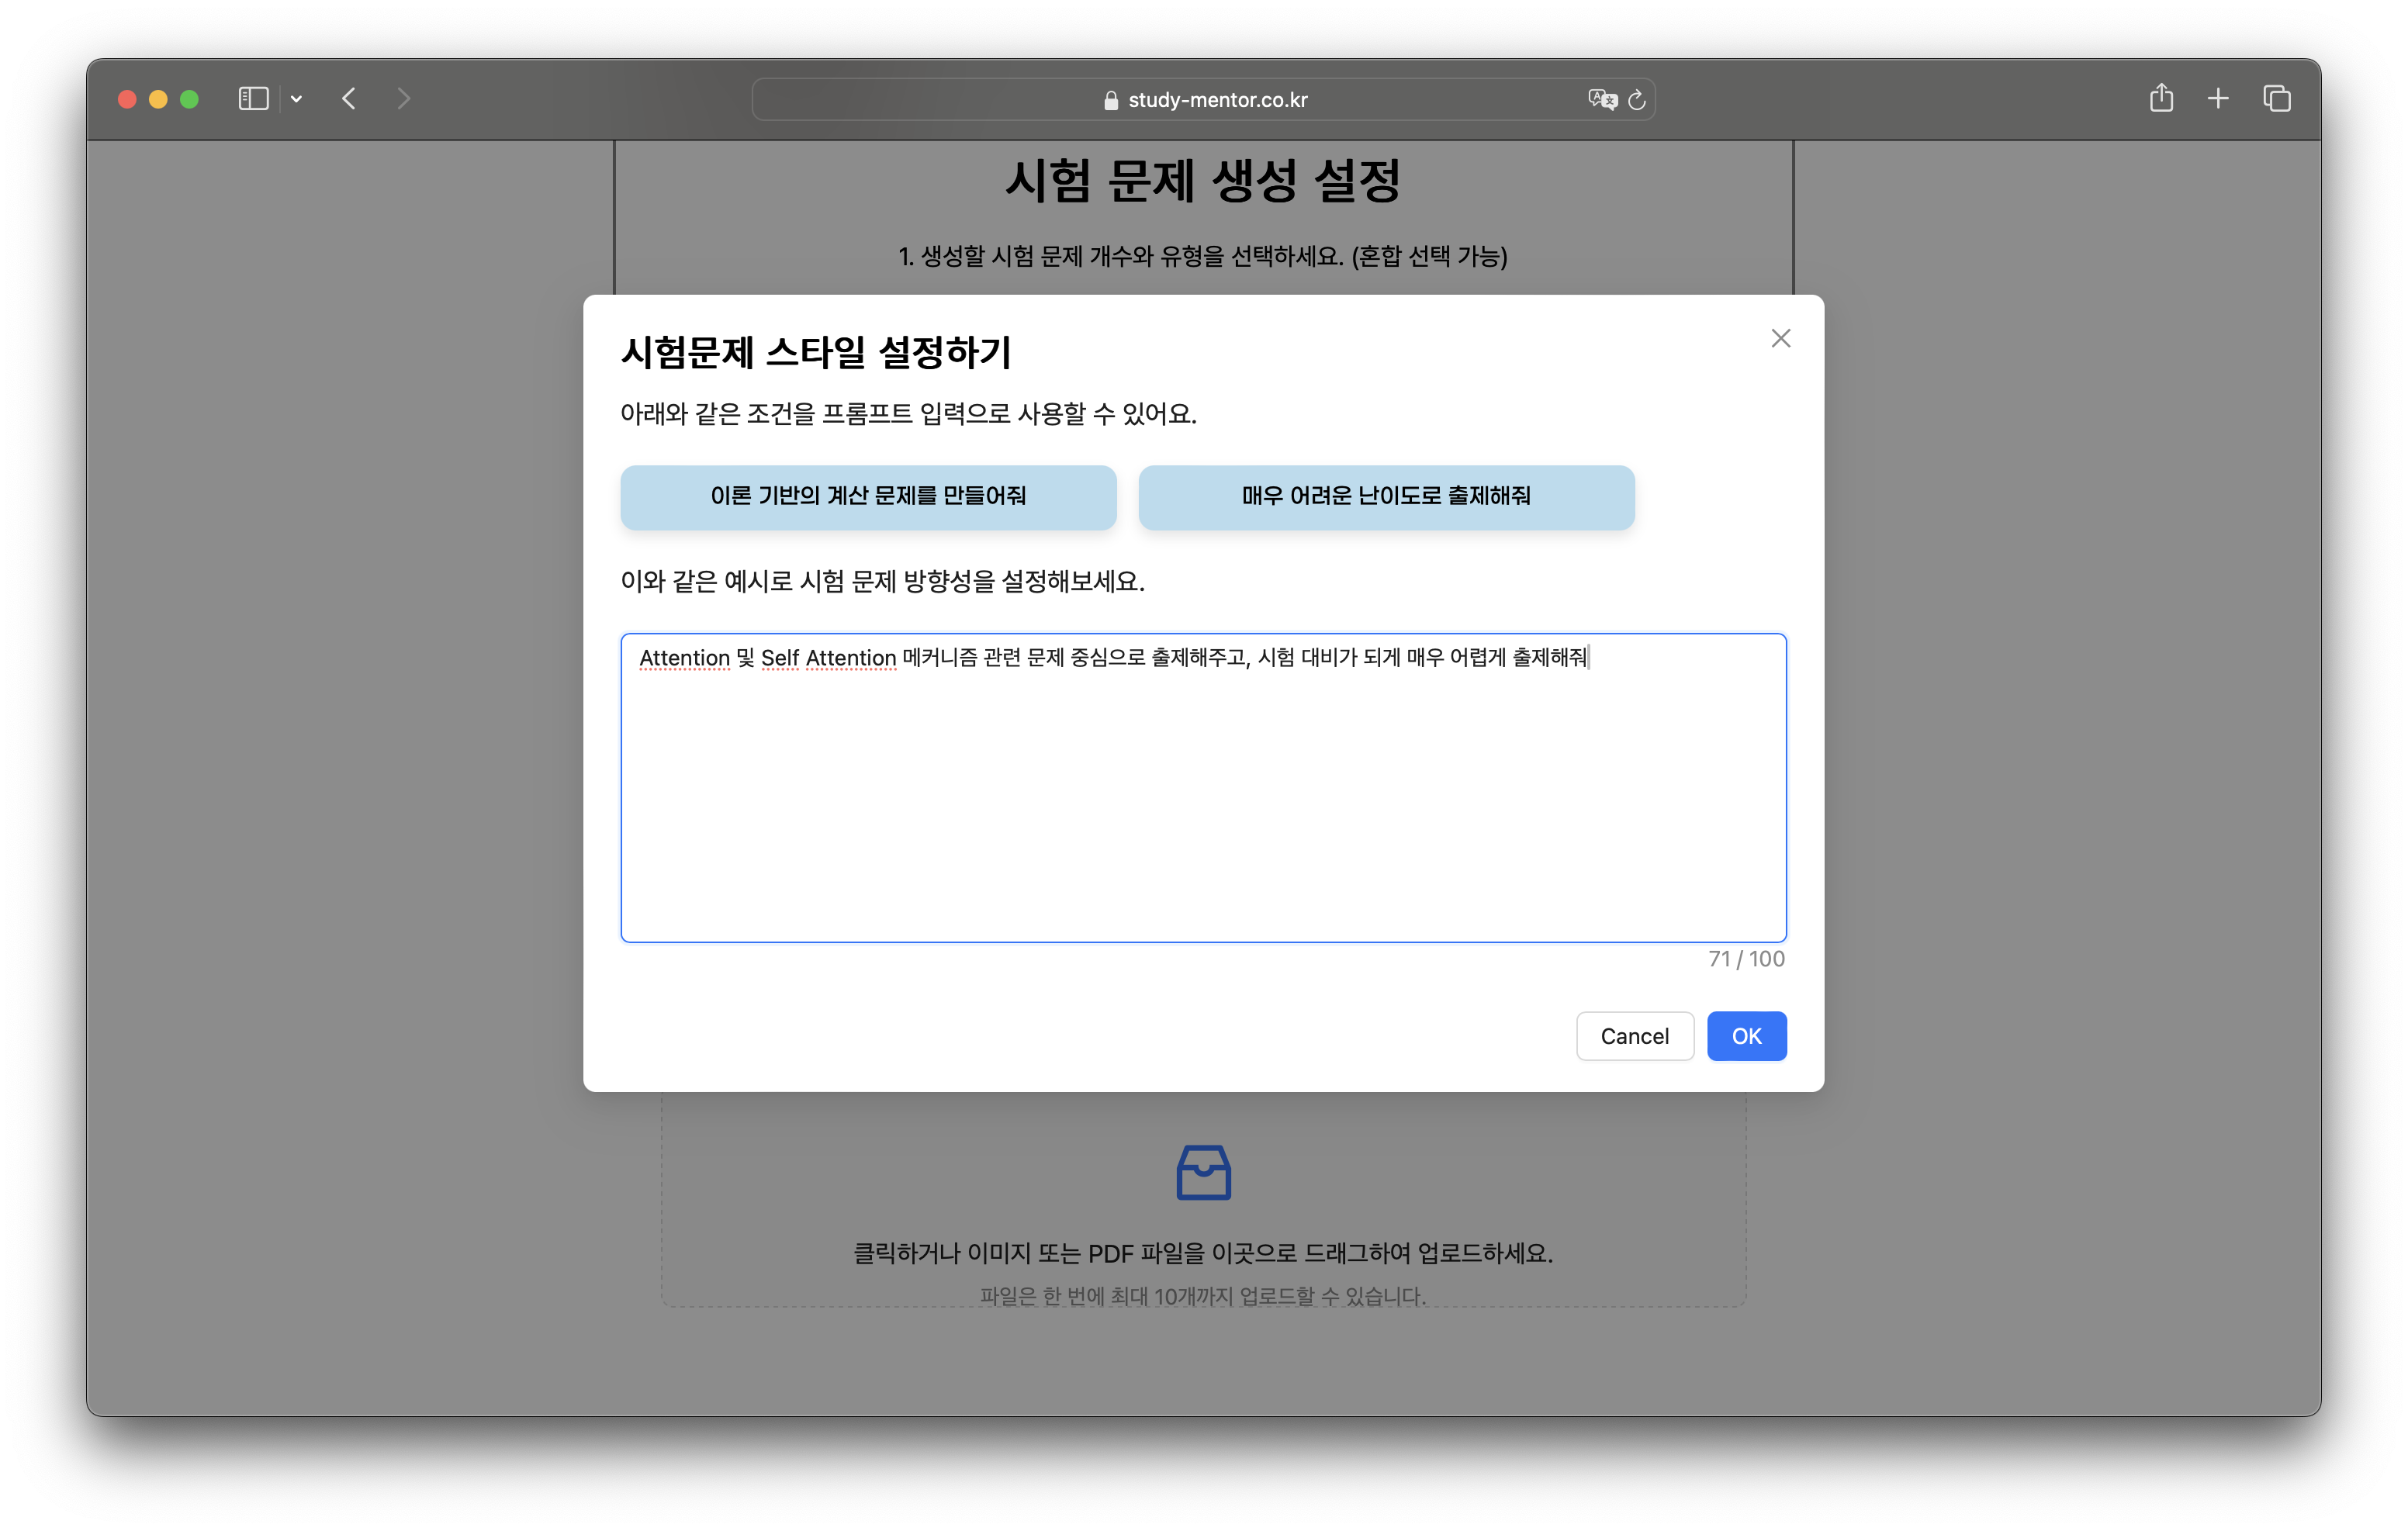 study-mentor.co.kr
시험 문제 생성 설정
1. 생성할 시험 문제 개수와 유형을 선택하세요. (혼합 선택 가능)
시험문제 스타일 설정하기
아래와 같은 조건을 프롬프트 입력으로 사용할 수 있어요.
이론 기반의 계산 문제를 만들어줘
매우 어려운 난이도로 출제해줘
이와 같은 예시로 시험 문제 방향성을 설정해보세요.
Attention 및 Self Attention 메커니즘 관련 문제 중심으로 출제해주고, 시험 대비가 되게 매우 어렵게 출제해줘
71 / 100
Cancel
OK
클릭하거나 이미지 또는 PDF 파일을 이곳으로 드래그하여 업로드하세요.
파일은 한 번에 최대 10개까지 업로드할 수 있습니다.